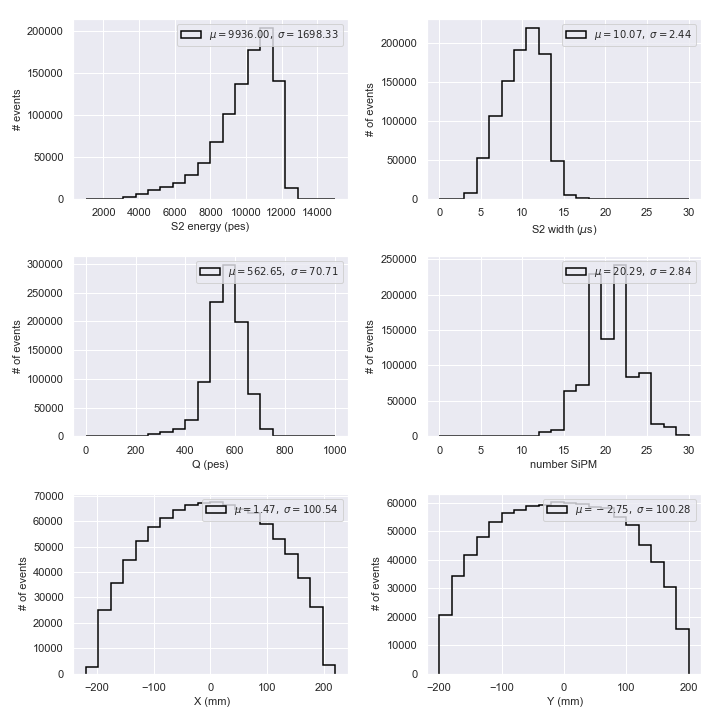 μ = 9936.00, σ = 1698.33
200000
150000
100000
50000
0
# events
2000 4000 6000 8000 10000 12000 14000
S2 energy (pes)
μ = 10.07, σ = 2.44
200000
150000
100000
50000
0
# of events
0 5 10 15 20 25 30
S2 width (μs)
μ = 562.65, σ = 70.71
300000
250000
200000
150000
100000
50000
0
# of events
0 200 400 600 800 1000
Q (pes)
μ = 20.29, σ = 2.84
250000
200000
150000
100000
50000
0
# of events
0 5 10 15 20 25 30
number SiPM
μ = 1.47, σ = 100.54
70000
60000
50000
40000
30000
20000
10000
0
# of events
−200 −100 0 100 200
X (mm)
μ = −2.75, σ = 100.28
60000
50000
40000
30000
20000
10000
0
# of events
−200 −100 0 100 200
Y (mm)